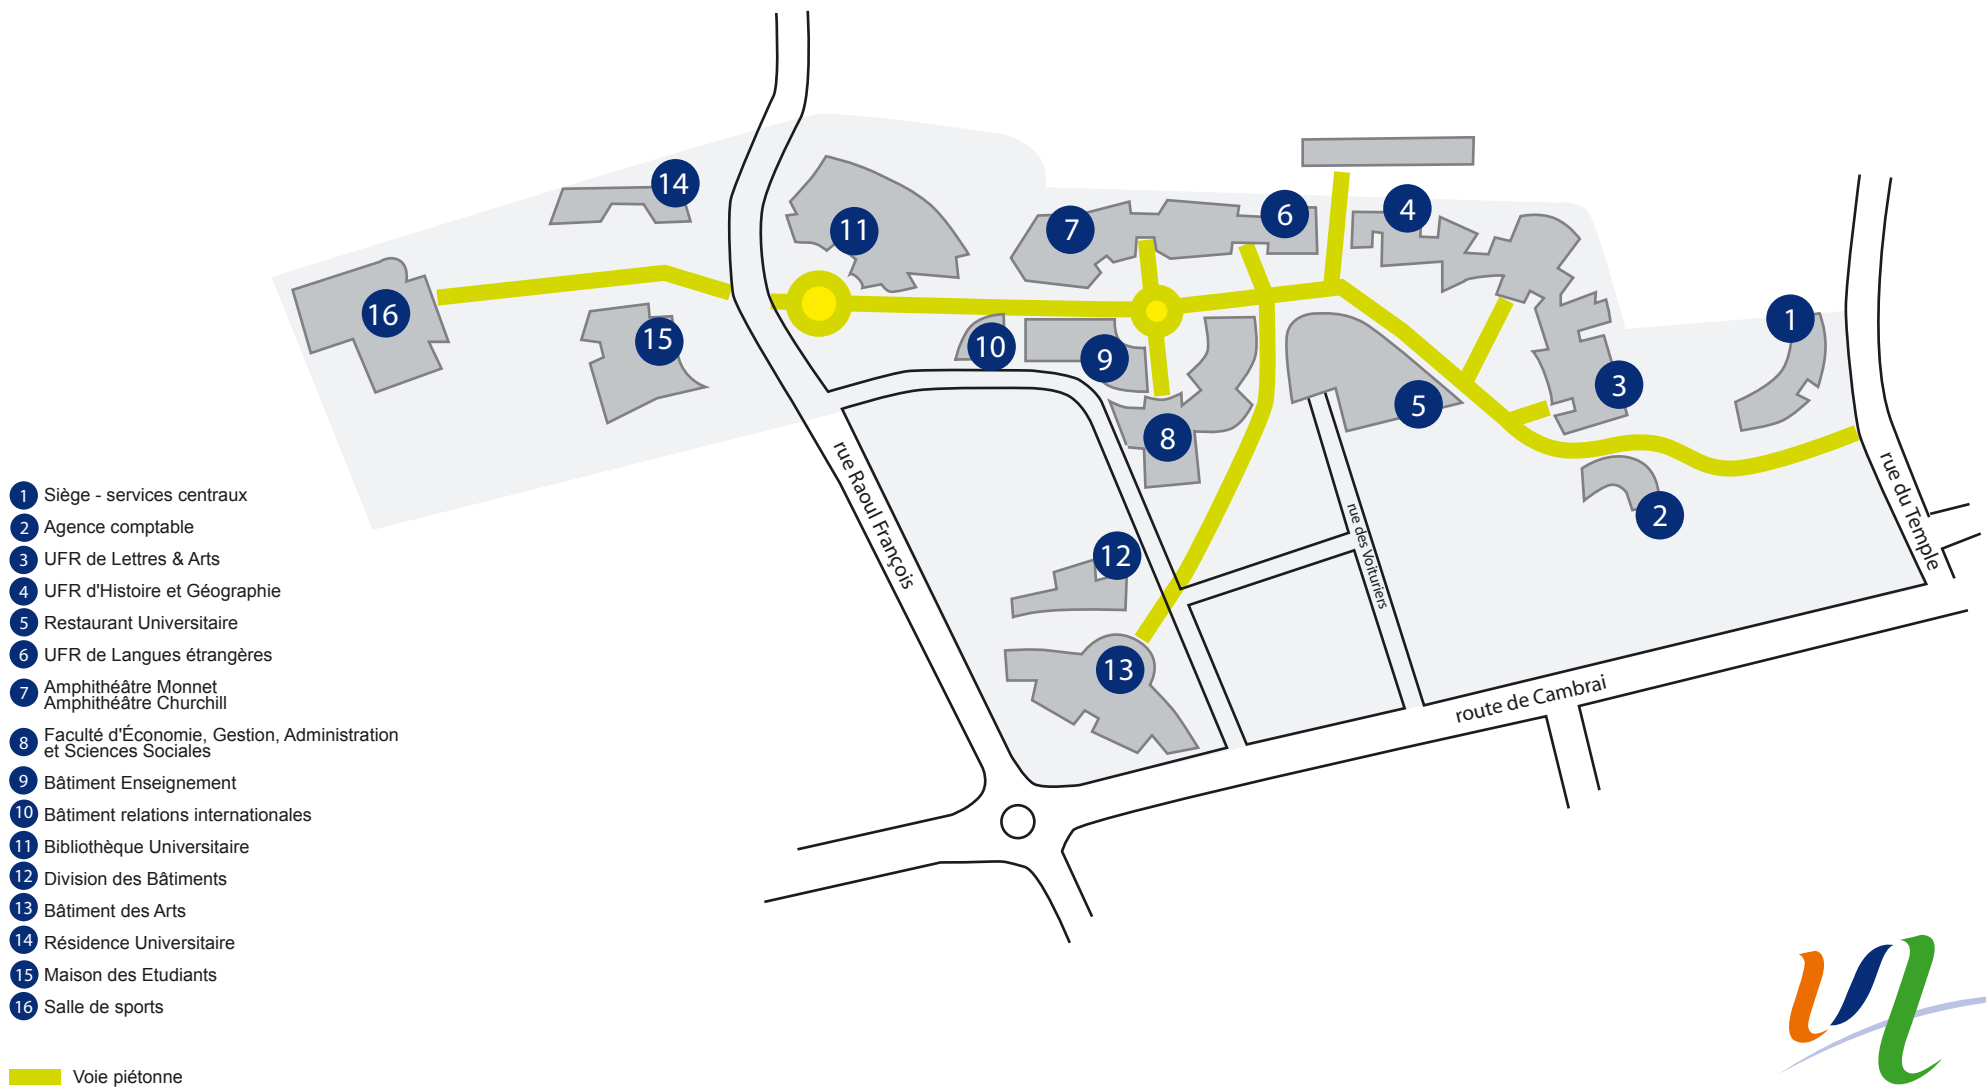 14
6
4
7
11
16
1
15
10
9
3
5
8
rue Raoul François
rue du Temple
2
rue des Voituriers
12
13
route de Cambrai
1 Siège - services centraux
2 Agence comptable
3 UFR de Lettres & Arts
4 UFR d'Histoire et Géographie
5 Restaurant Universitaire
6 UFR de Langues étrangères
7 Amphithéâtre Monnet
Amphithéâtre Churchill
8 Faculté d'Économie, Gestion, Administration
et Sciences Sociales
9 Bâtiment Enseignement
10 Bâtiment relations internationales
11 Bibliothèque Universitaire
12 Division des Bâtiments
13 Bâtiment des Arts
14 Résidence Universitaire
15 Maison des Etudiants
16 Salle de sports
Voie piétonne